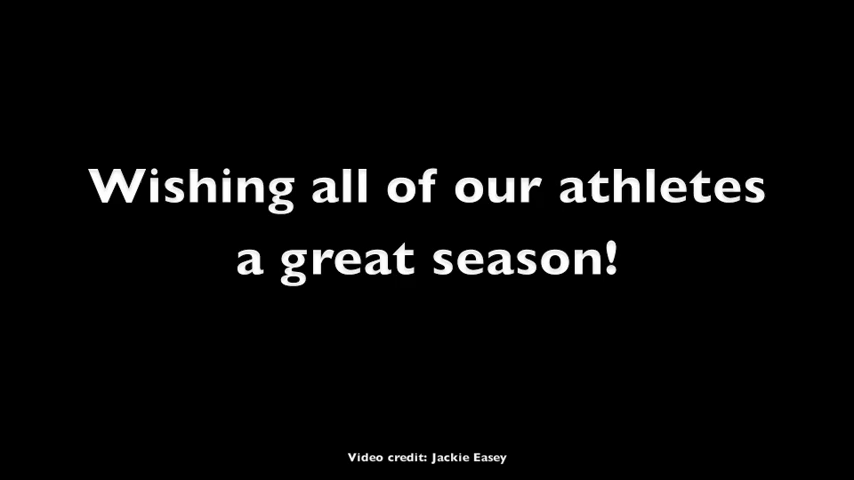 Wishing all of our athletes
a great season!
Video credit: Jackie Easey